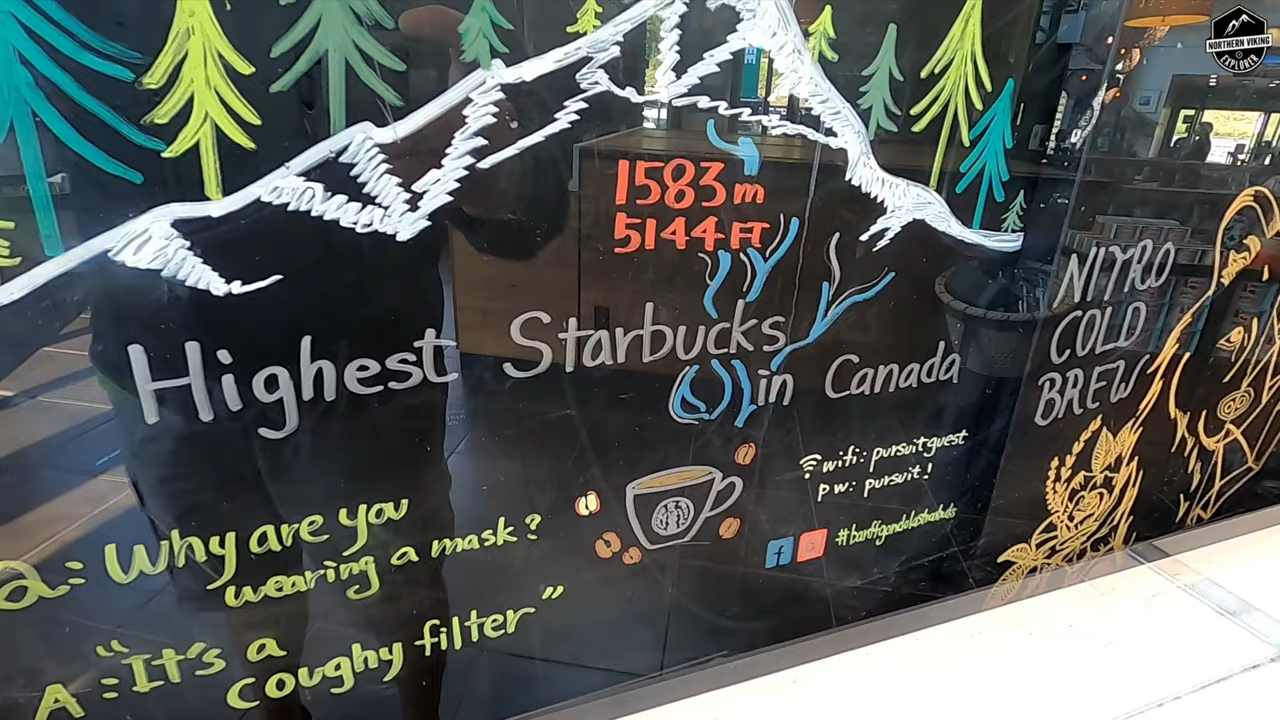 NORTHERN VIKING
EXPLORER
1583 m
5144 FT
Highest Starbucks
in Canada
NITRO
COLD
BREW
wifi: pursuitguest
pw: pursuit!
f
#banffgondolastarbucks
Q: Why are you
wearing a mask?
A: "It's a
coughy filter"